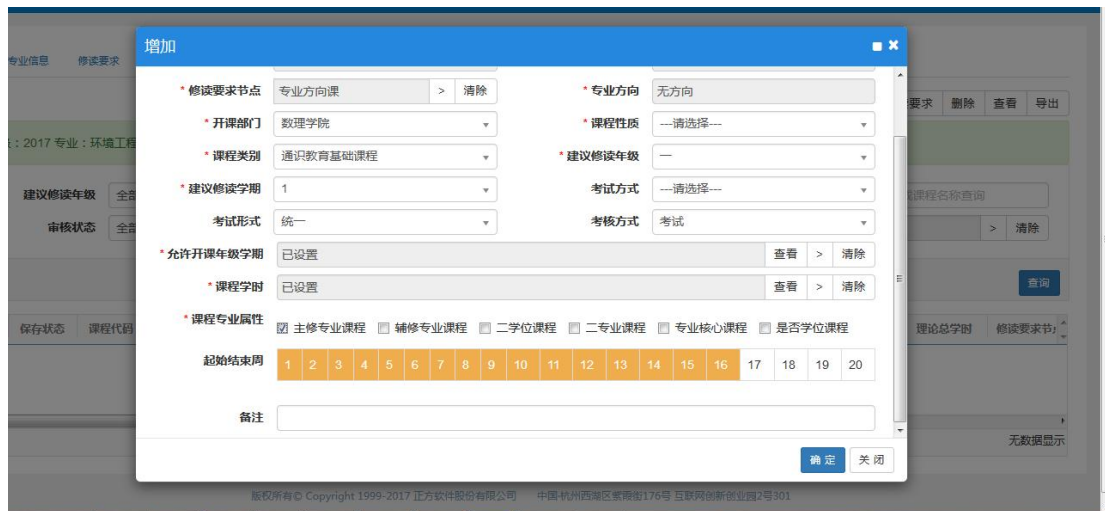 增加
专业信息 修读要求
* 修读要求节点 专业方向课 > 清除 * 专业方向 无方向
要求 删除 查看 导出
* 开课部门 数理学院 * 课程性质 ---请选择---
：2017 专业：环境工程
* 课程类别 通识教育基础课程 * 建议修读年级 一
建议修读年级 全部 * 建议修读学期 1 考试方式 ---请选择--- 课程名称查询
审核状态 全部 考试形式 统一 考核方式 考试 > 清除
* 允许开课年级学期 已设置 查看 > 清除
* 课程学时 已设置 查看 > 清除 查询
* 课程专业属性 主修专业课程 辅修专业课程 二学位课程 二专业课程 专业核心课程 是否学位课程
保存状态 课程代码 理论总学时 修读要求节
起始结束周 1 2 3 4 5 6 7 8 9 10 11 12 13 14 15 16 17 18 19 20
备注
无数据显示
确 定 关 闭
版权所有© Copyright 1999-2017 正方软件股份有限公司 中国·杭州西湖区紫霞街176号 互联网创新创业园2号301